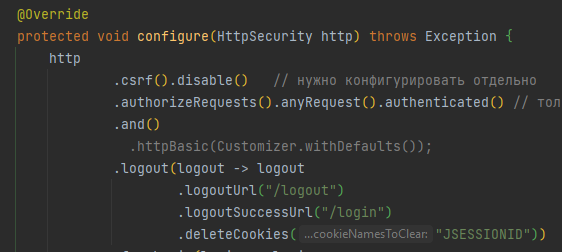 @Override
protected void configure(HttpSecurity http) throws Exception {
http
.csrf().disable() // нужно конфигурировать отдельно
.authorizeRequests().anyRequest().authenticated() // тол
.and()
.httpBasic(Customizer.withDefaults());
.logout(logout -> logout
.logoutUrl("/logout")
.logoutSuccessUrl("/login")
.deleteCookies( ...cookieNamesToClear: "JSESSIONID"))